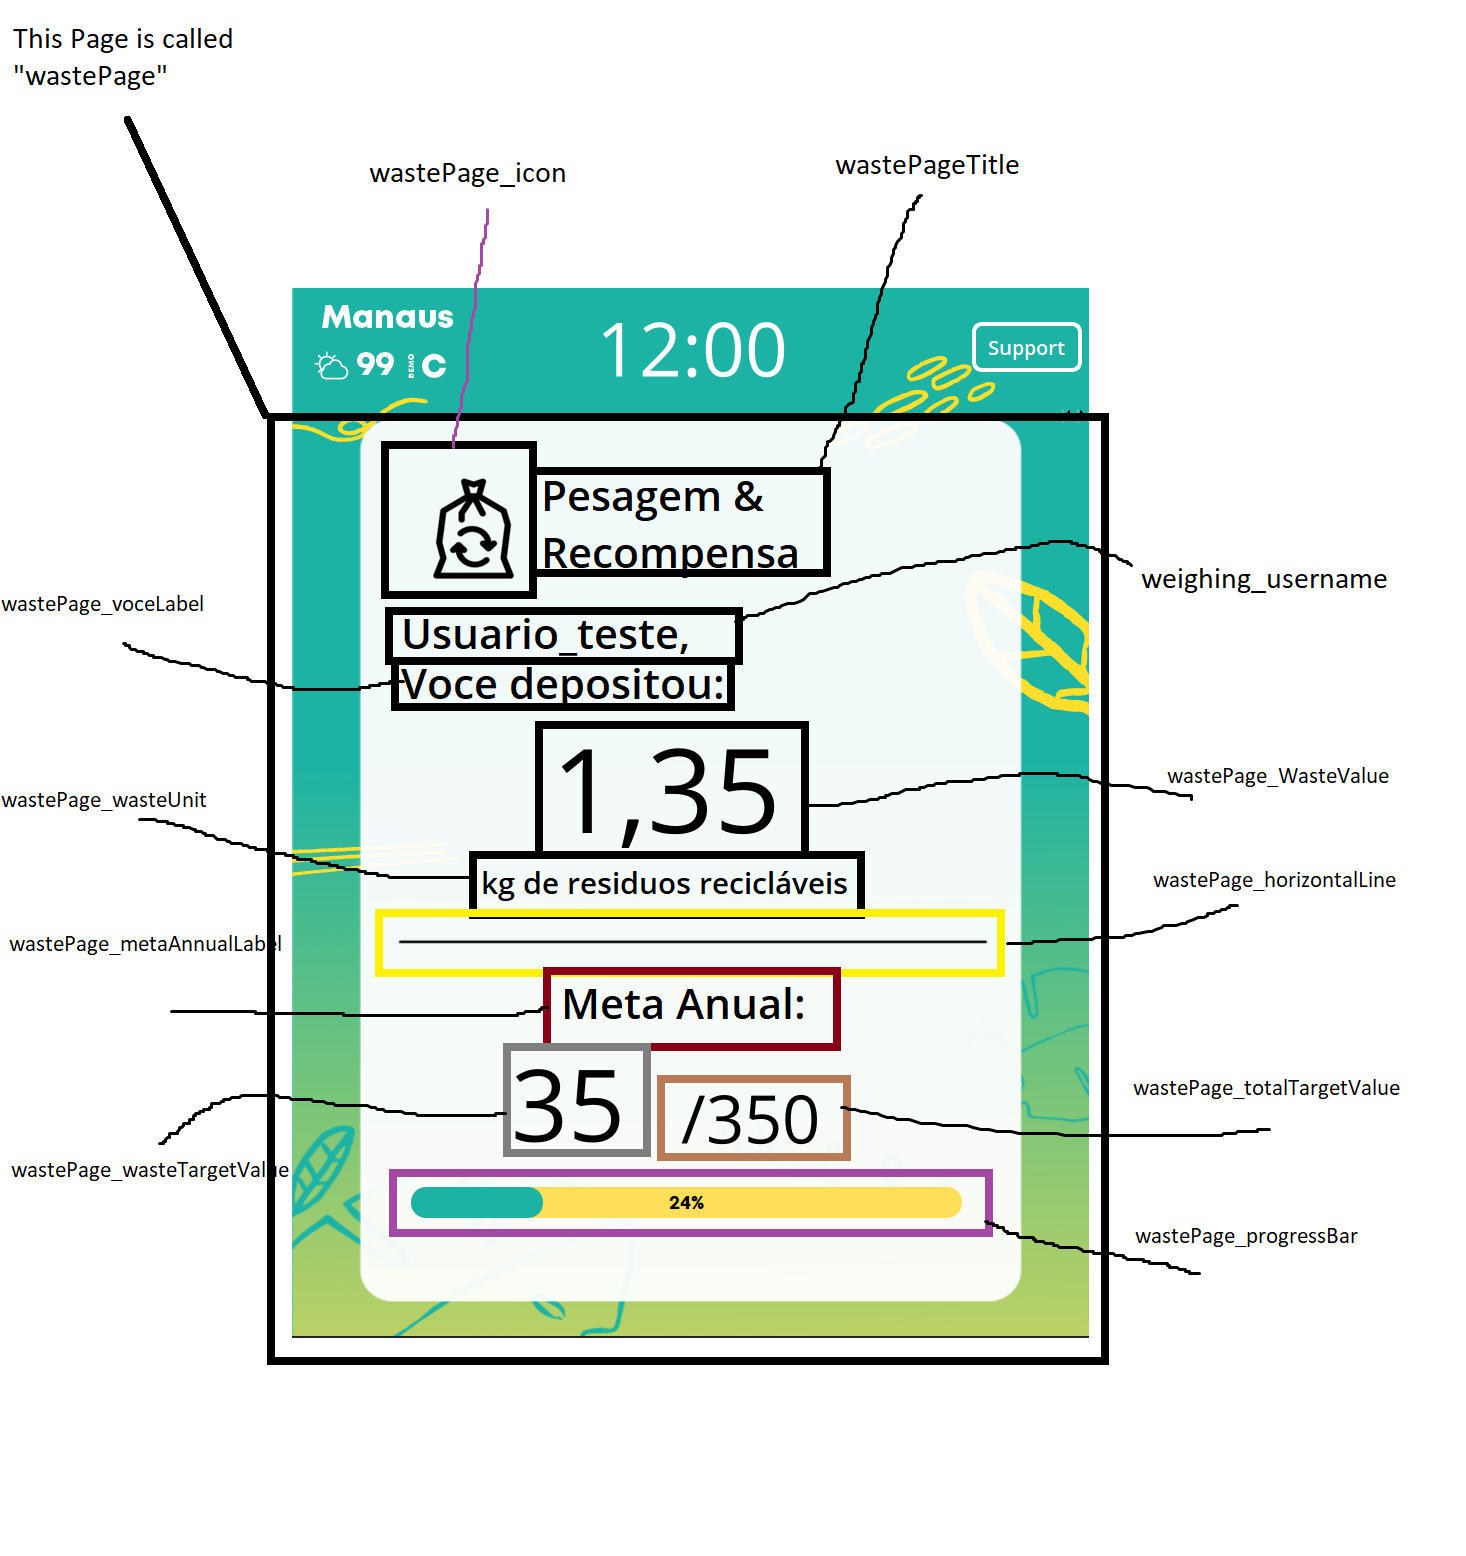 This Page is called
"wastePage"
wastePage_icon
wastePageTitle
Manaus
12:00
Support
99 DEMO C
Pesagem &
Recompensa
weighing_username
wastePage_voceLabel
Usuario_teste,
Voce depositou:
1,35
wastePage_WasteValue
wastePage_wasteUnit
kg de residuos recicláveis
wastePage_horizontalLine
wastePage_metaAnnualLabel
Meta Anual:
35 /350
wastePage_totalTargetValue
wastePage_wasteTargetValue
24%
wastePage_progressBar